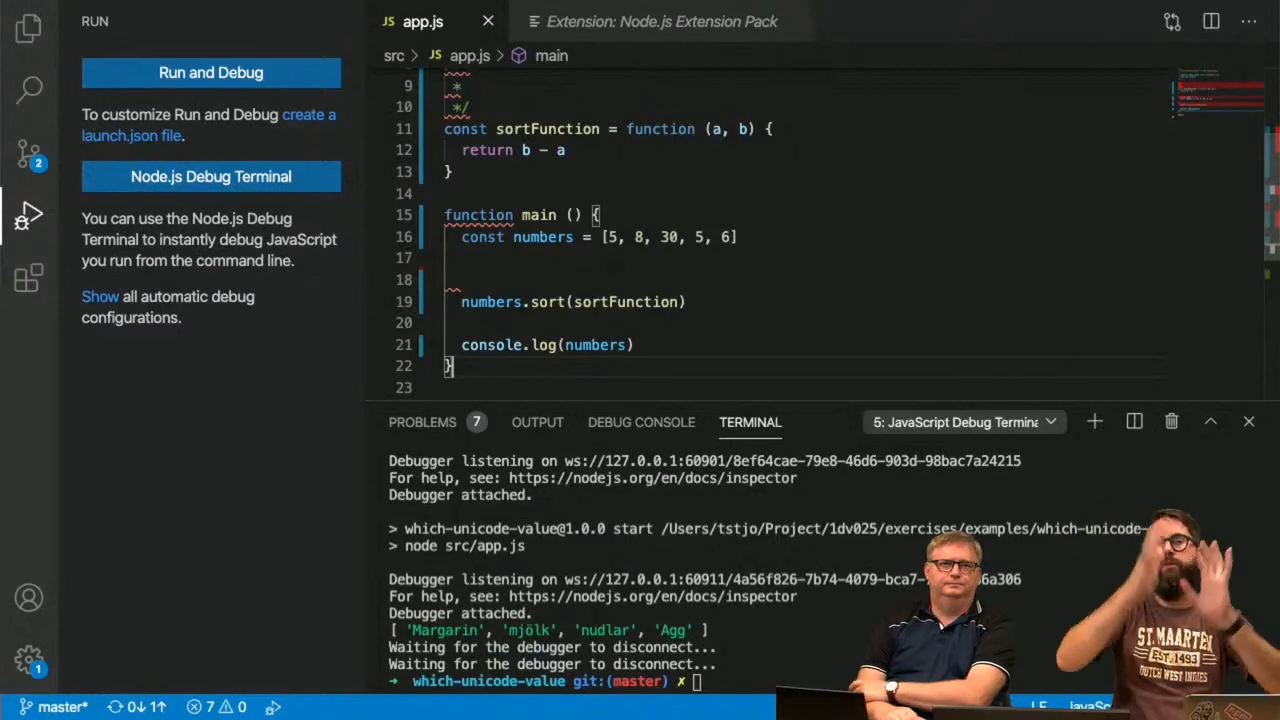 RUN
JS app.js
Extension: Node.js Extension Pack
src > JS app.js > main
Run and Debug
To customize Run and Debug create a
launch.json file.
Node.js Debug Terminal
You can use the Node.js Debug
Terminal to instantly debug JavaScript
you run from the command line.
Show all automatic debug
configurations.
2
1
9 *
10 */
11 const sortFunction = function (a, b) {
12 return b - a
13 }
14
15 function main () {
16 const numbers = [5, 8, 30, 5, 6]
17
18
19 numbers.sort(sortFunction)
20
21 console.log(numbers)
22 }
23
PROBLEMS 7 OUTPUT DEBUG CONSOLE TERMINAL 5: JavaScript Debug Termina
Debugger listening on ws://127.0.0.1:60901/8ef64cae-79e8-46d6-903d-98bac7a24215
For help, see: https://nodejs.org/en/docs/inspector
Debugger attached.
> which-unicode-value@1.0.0 start /Users/tstjo/Project/1dv025/exercises/examples/which-unicode-
> node src/app.js
Debugger listening on ws://127.0.0.1:60911/4a56f826-7b74-4079-bca7- 6a306
For help, see: https://nodejs.org/en/docs/inspector
Debugger attached.
[ 'Margarin', 'mjölk', 'nudlar', 'Agg' ]
Waiting for the debugger to disconnect...
Waiting for the debugger to disconnect...
→ which-unicode-value git:(master) ✗
master* 0↓ 1↑ 7 0
LF JavaSc
ST. MAARTEN
EST. 1493
DUTCH WEST INDIES